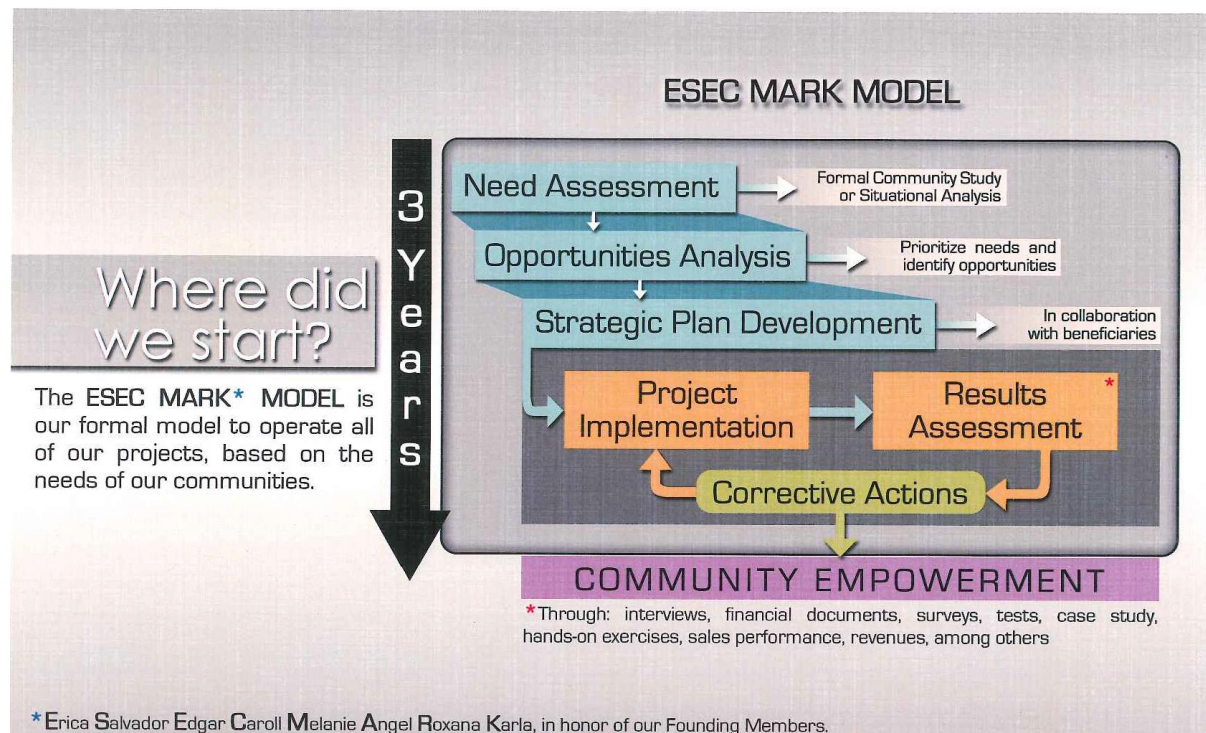 ESEC MARK MODEL
3 Years
Need Assessment
Formal Community Study
or Situational Analysis
Opportunities Analysis
Prioritize needs and
identify opportunities
Strategic Plan Development
In collaboration
with beneficiaries
Where did
we start?
The ESEC MARK* MODEL is
our formal model to operate all
of our projects, based on the
needs of our communities.
Project
Implementation
Results *
Assessment
Corrective Actions
COMMUNITY EMPOWERMENT
*Through: interviews, financial documents, surveys, tests, case study,
hands-on exercises, sales performance, revenues, among others
*Erica Salvador Edgar Caroll Melanie Angel Roxana Karla, in honor of our Founding Members.